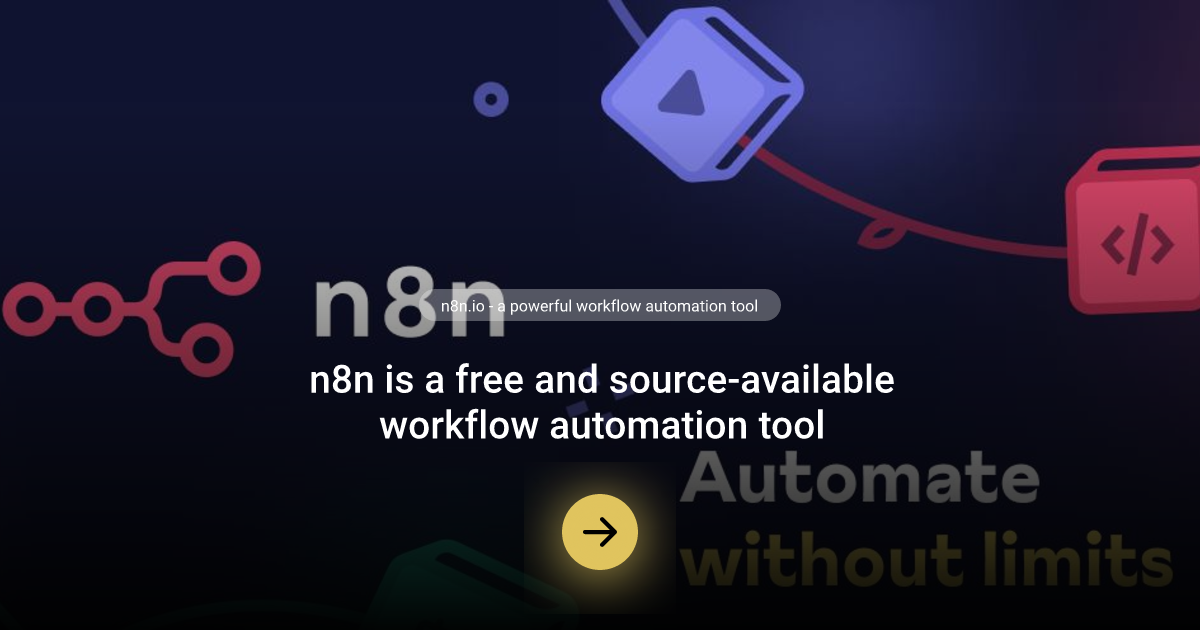 n8n
n8n.io - a powerful workflow automation tool
n8n is a free and source-available
workflow automation tool
Automate
without limits